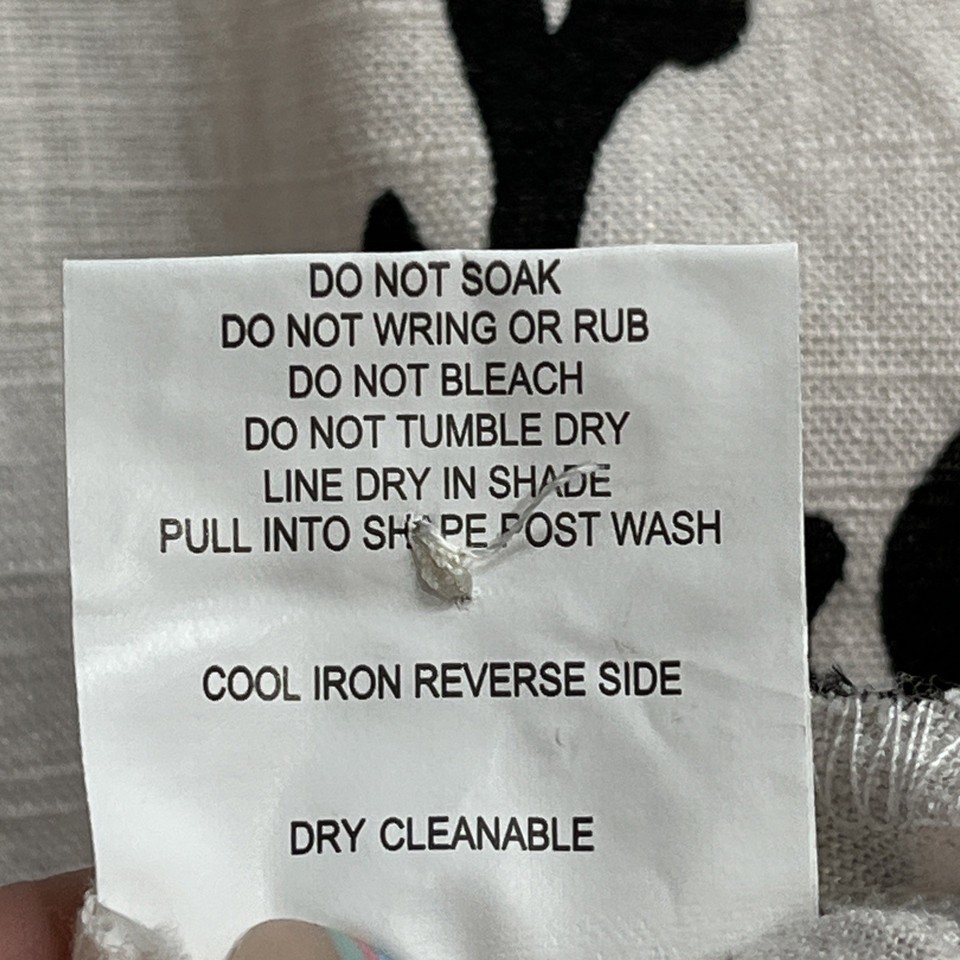 DO NOT SOAK
DO NOT WRING OR RUB
DO NOT BLEACH
DO NOT TUMBLE DRY
LINE DRY IN SHADE
PULL INTO SHAPE POST WASH
COOL IRON REVERSE SIDE
DRY CLEANABLE